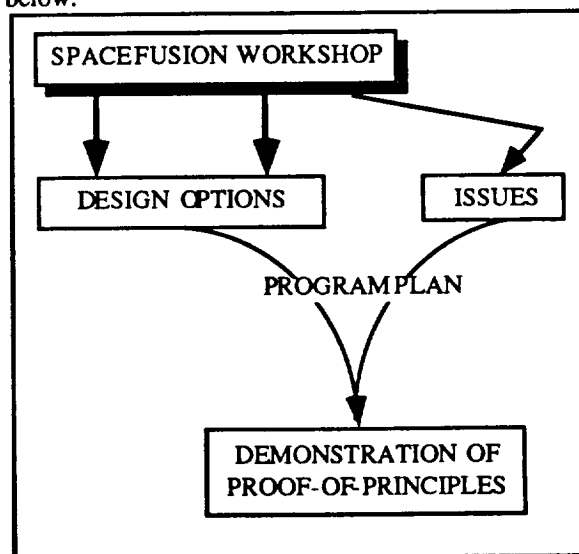 below.
SPACEFUSION WORKSHOP
DESIGN OPTIONS
ISSUES
PROGRAM PLAN
DEMONSTRATION OF
PROOF-OF-PRINCIPLES